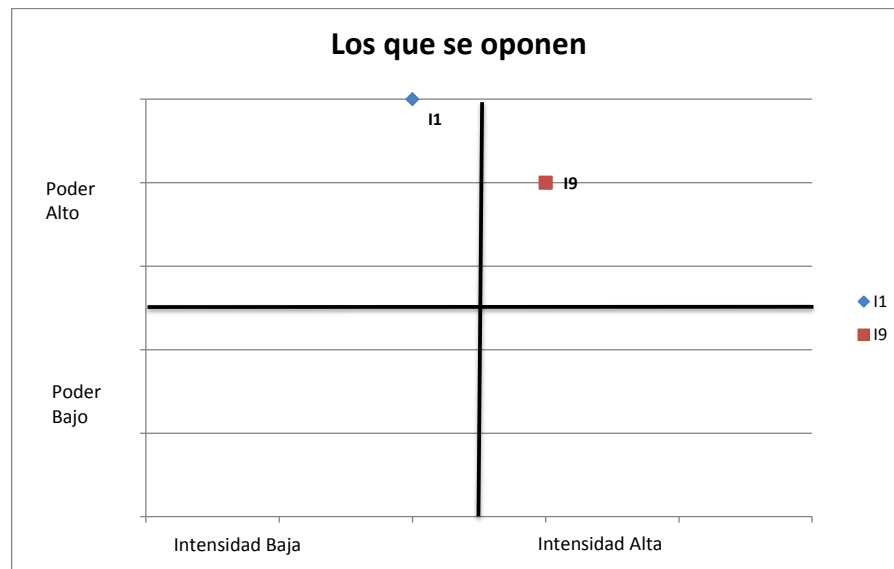 Los que se oponen
I1
I9
Poder
Alto
I1
I9
Poder
Bajo
Intensidad Baja
Intensidad Alta